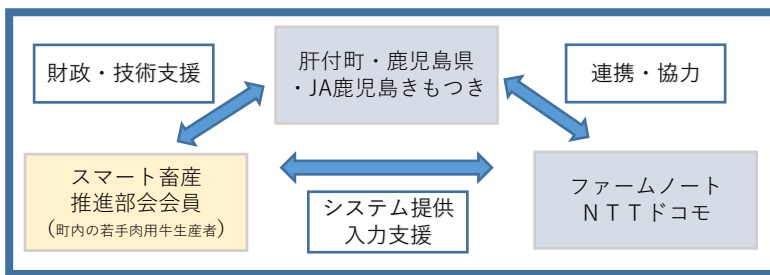 財政・技術支援
肝付町・鹿児島県
・JA鹿児島きもつき
連携・協力
スマート畜産
推進部会会員
(町内の若手肉用牛生産者)
システム提供
入力支援
ファームノート
ＮＴＴドコモ